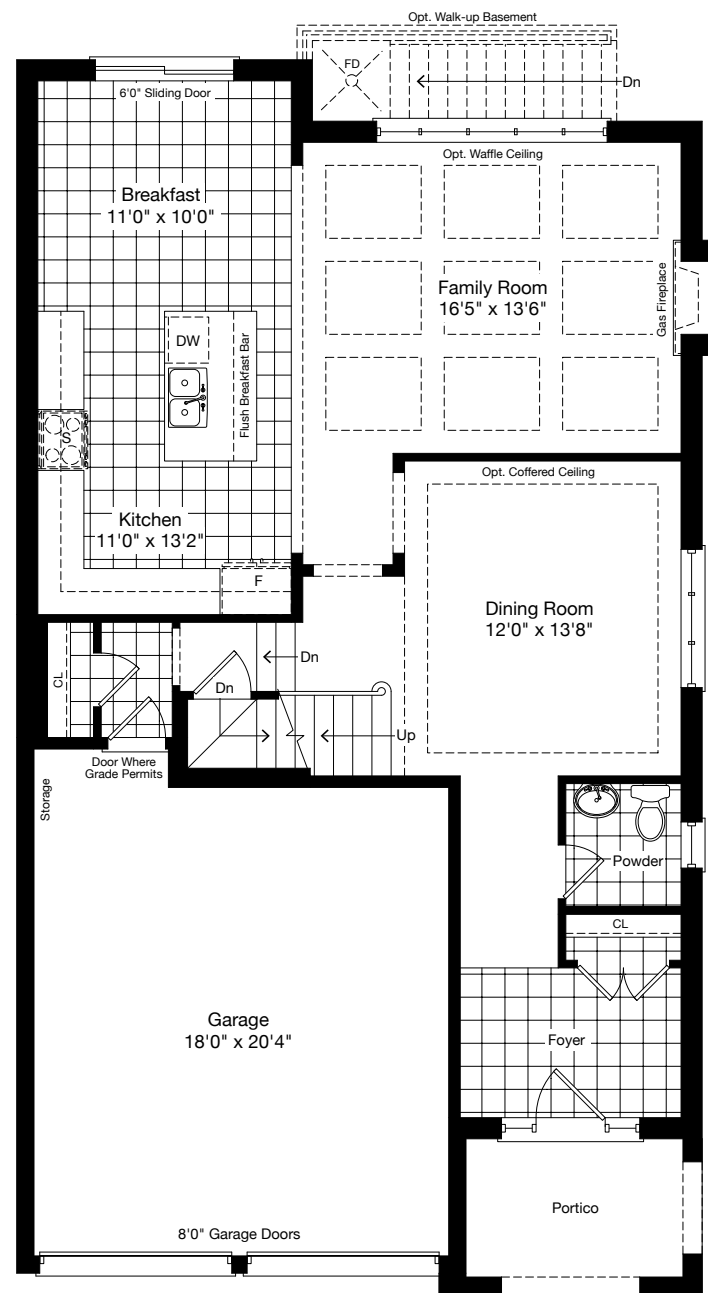 Opt. Walk-up Basement
FD
Dn
6'0" Sliding Door
Opt. Waffle Ceiling
Breakfast
11'0" x 10'0"
Family Room
16'5" x 13'6"
Gas Fireplace
DW
Flush Breakfast Bar
S
Opt. Coffered Ceiling
Kitchen
11'0" x 13'2"
F
Dining Room
12'0" x 13'8"
CL
Dn
Dn
Up
Door Where
Grade Permits
Storage
Powder
CL
Garage
18'0" x 20'4"
Foyer
Portico
8'0" Garage Doors